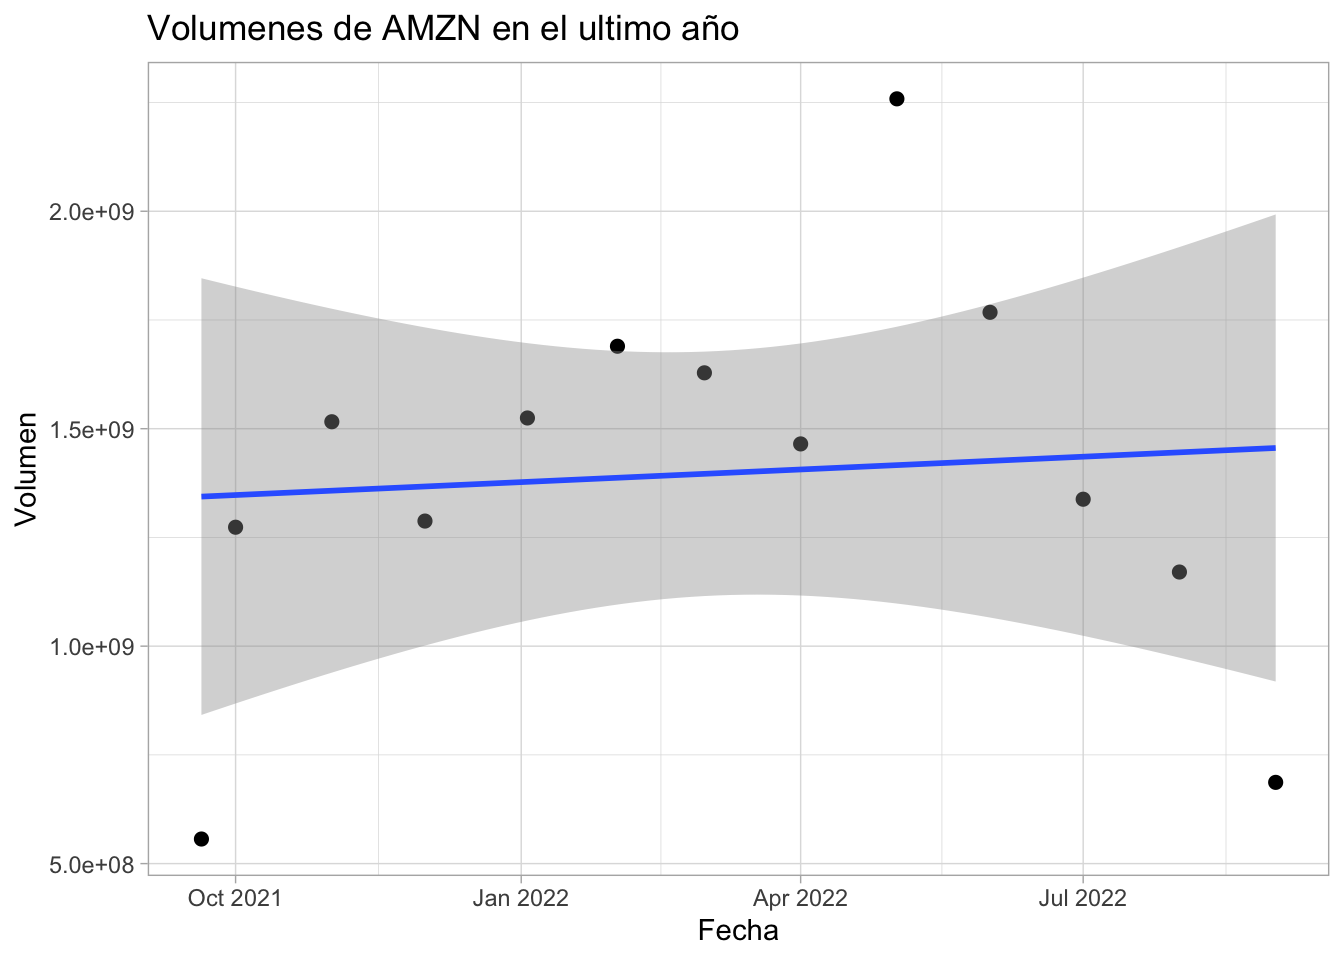 Volumenes de AMZN en el ultimo año
Volumen
2.0e+09
1.5e+09
1.0e+09
5.0e+08
Oct 2021
Jan 2022
Apr 2022
Jul 2022
Fecha